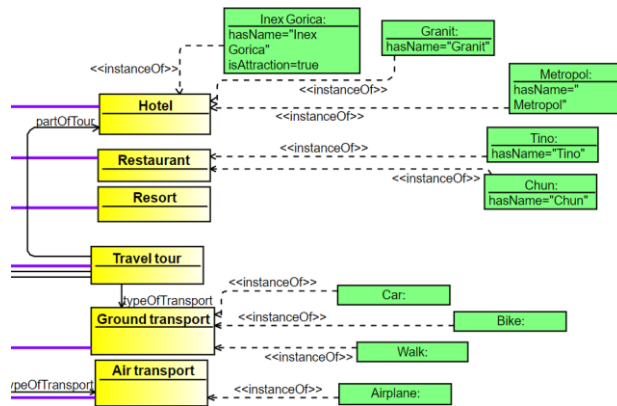 Inex Gorica:
hasName="Inex
Gorica"
isAttraction=true
Granit:
hasName="Granit"
<<instanceOf>>
<<instanceOf>>
Metropol:
hasName="
Metropol"
Hotel
<<instanceOf>>
partOfTour
Tino:
hasName="Tino"
<<instanceOf>>
Restaurant
<<instanceOf>>
Chun:
hasName="Chun"
Resort
Travel tour
<<instanceOf>>
typeOfTransport
Car:
Ground transport
<<instanceOf>>
Bike:
<<instanceOf>>
Walk:
Air transport
ypeOfTransport
<<instanceOf>>
Airplane: